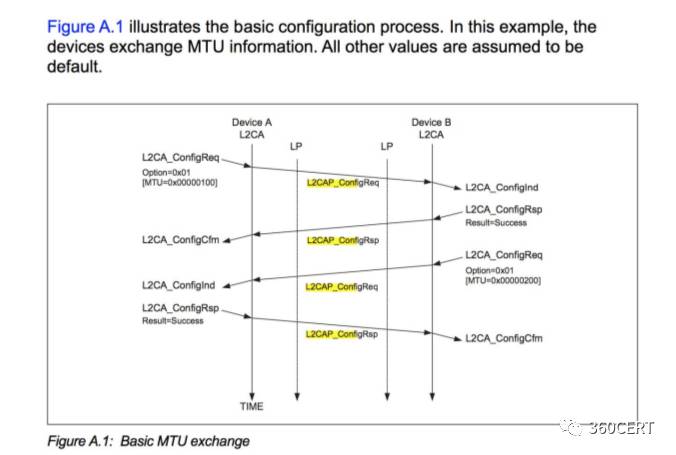 Figure A.1 illustrates the basic configuration process. In this example, the
devices exchange MTU information. All other values are assumed to be
default.
Device A
L2CA
Device B
L2CA
LP
LP
L2CA_ConfigReq
Option=0x01
[MTU=0x00000100]
L2CAP_ConfigReq
L2CA_ConfigInd
L2CA_ConfigRsp
Result=Success
L2CA_ConfigCfm
L2CAP_ConfigRsp
L2CA_ConfigReq
Option=0x01
[MTU=0x00000200]
L2CA_ConfigInd
L2CAP_ConfigReq
L2CA_ConfigRsp
Result=Success
L2CAP_ConfigRsp
L2CA_ConfigCfm
TIME
360CERT
Figure A.1: Basic MTU exchange